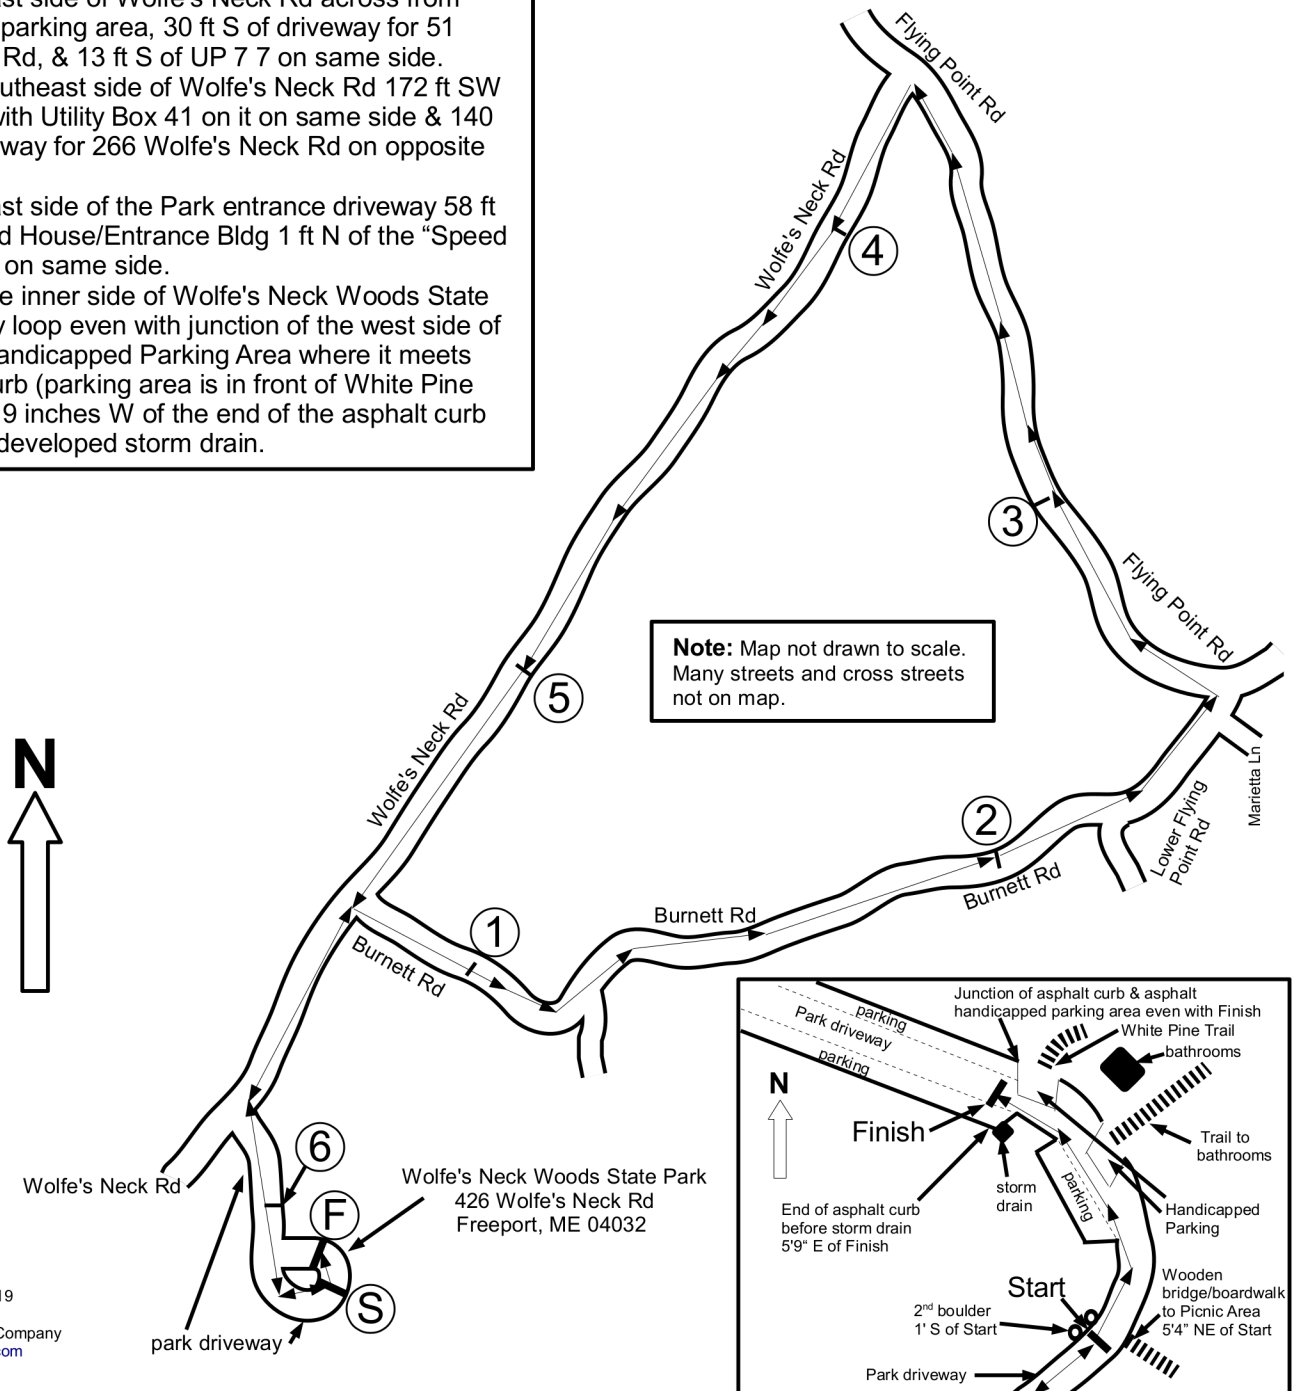 ast side of Wolfe's Neck Rd across from
parking area, 30 ft S of driveway for 51
Rd, & 13 ft S of UP 7 7 on same side.
utheast side of Wolfe's Neck Rd 172 ft SW
with Utility Box 41 on it on same side & 140
way for 266 Wolfe's Neck Rd on opposite
ast side of the Park entrance driveway 58 ft
d House/Entrance Bldg 1 ft N of the “Speed
on same side.
e inner side of Wolfe's Neck Woods State
y loop even with junction of the west side of
andicapped Parking Area where it meets
urb (parking area is in front of White Pine
9 inches W of the end of the asphalt curb
developed storm drain.
Flying Point Rd
Wolfe's Neck Rd
4
3
Flying Point Rd
Note: Map not drawn to scale.
Many streets and cross streets
not on map.
5
Wolfe's Neck Rd
N
Marietta Ln
Lower Flying
Point Rd
2
Burnett Rd
Burnett Rd
1
Burnett Rd
6
Wolfe's Neck Rd
Wolfe's Neck Woods State Park
426 Wolfe's Neck Rd
Freeport, ME 04032
F
S
park driveway
19
Company
com
Junction of asphalt curb & asphalt
handicapped parking area even with Finish
White Pine Trail
bathrooms
parking
Park driveway
parking
N
Finish
Trail to
bathrooms
storm
drain
parking
End of asphalt curb
before storm drain
5'9“ E of Finish
Handicapped
Parking
Start
Wooden
bridge/boardwalk
to Picnic Area
5'4” NE of Start
2nd boulder
1' S of Start
Park driveway